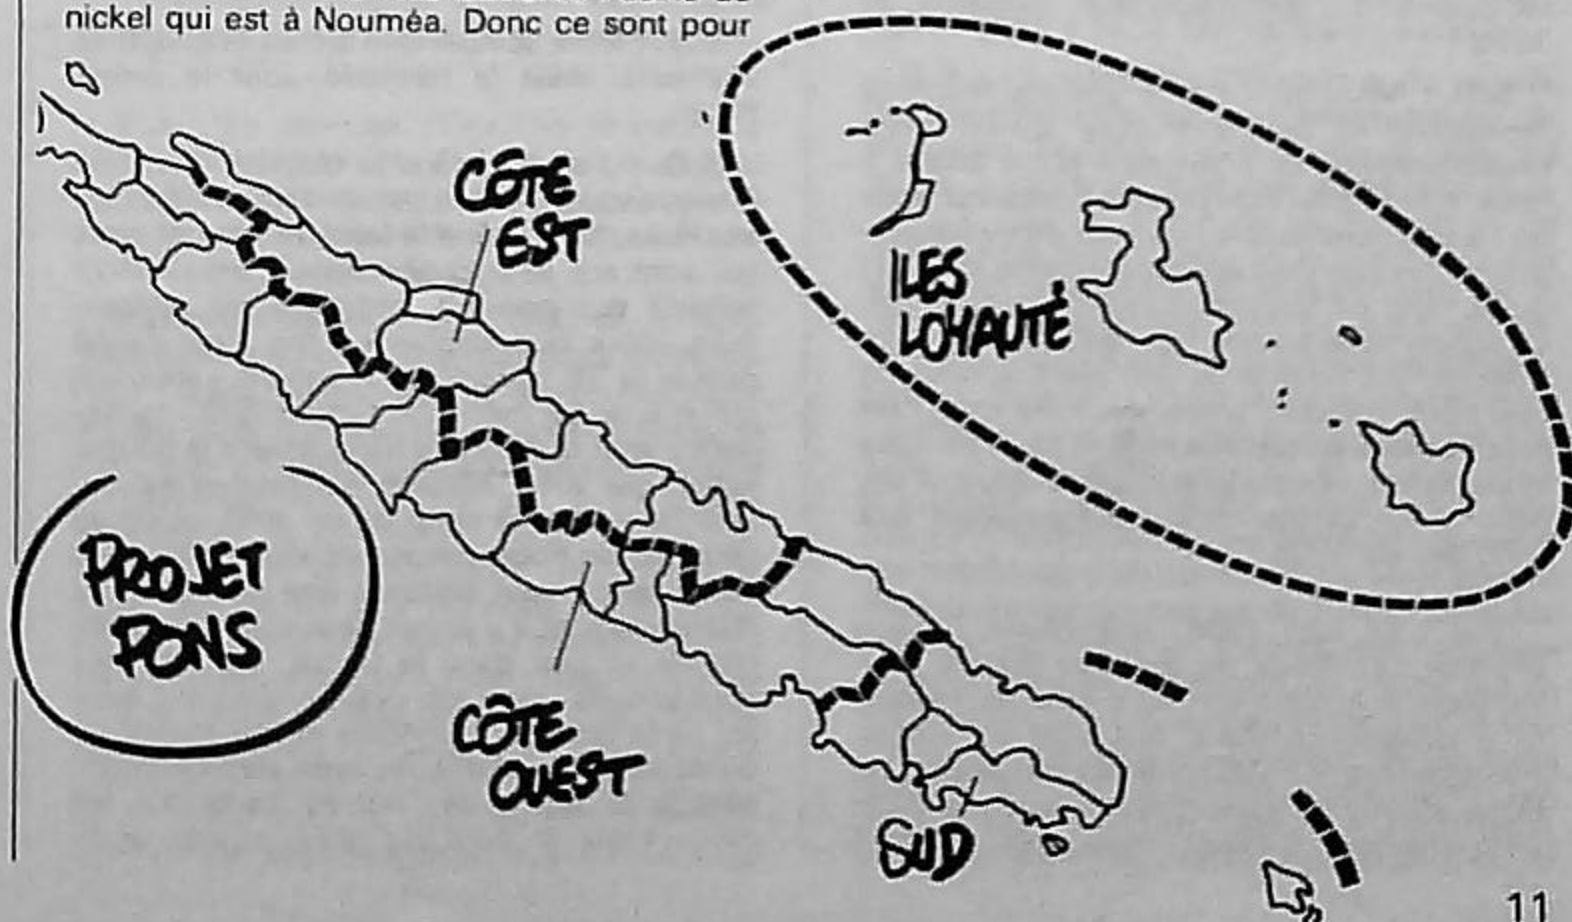 nickel qui est à Nouméa. Donc ce sont pour
CÔTE
EST
ILES
LOYAUTÉ
PROJET
PONS
CÔTE
OUEST
SUD
11